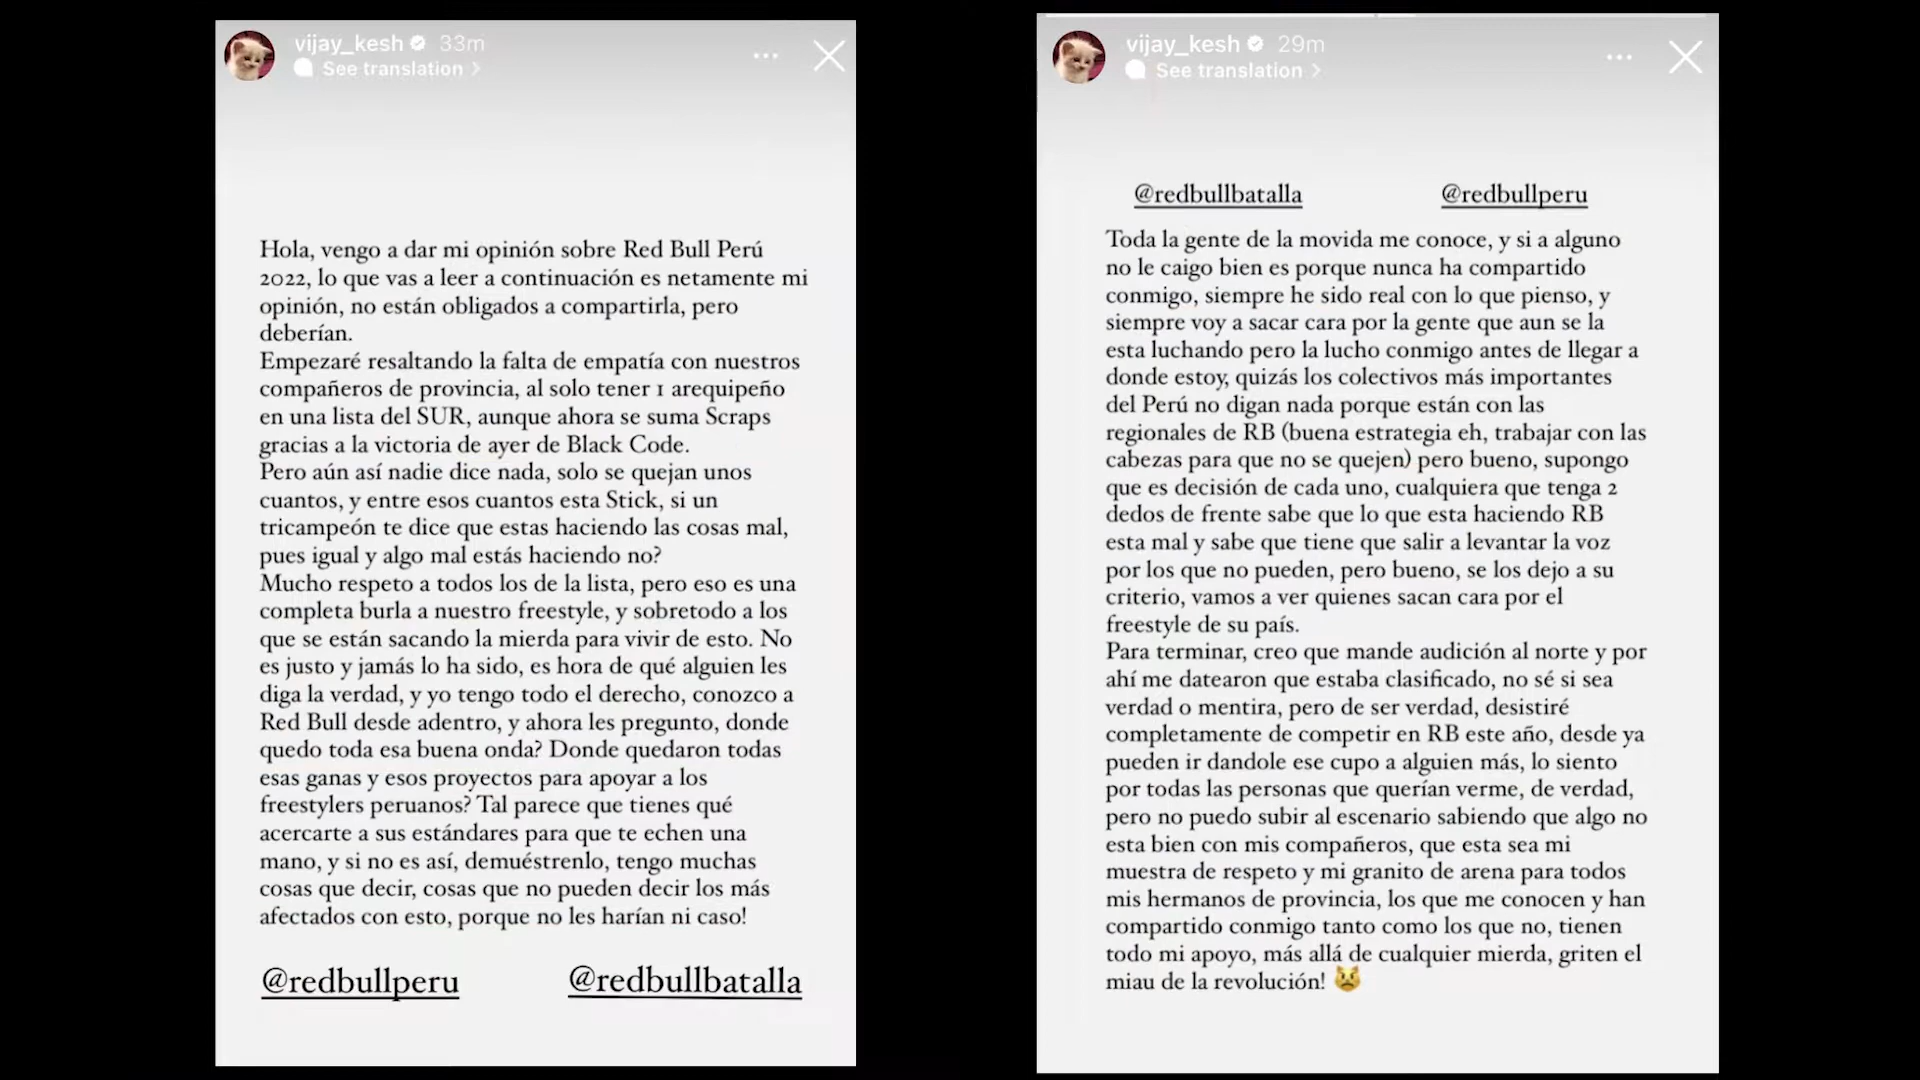 vijay_kesh 33m
See translation
Hola, vengo a dar mi opinión sobre Red Bull Perú
2022, lo que vas a leer a continuación es netamente mi
opinión, no están obligados a compartirla, pero
deberían.
Empezaré resaltando la falta de empatía con nuestros
compañeros de provincia, al solo tener 1 arequipeño
en una lista del SUR, aunque ahora se suma Scraps
gracias a la victoria de ayer de Black Code.
Pero aún así nadie dice nada, solo se quejan unos
cuantos, y entre esos cuantos esta Stick, si un
tricampeón te dice que estas haciendo las cosas mal,
pues igual y algo mal estás haciendo no?
Mucho respeto a todos los de la lista, pero eso es una
completa burla a nuestro freestyle, y sobretodo a los
que se están sacando la mierda para vivir de esto. No
es justo y jamás lo ha sido, es hora de qué alguien les
diga la verdad, y yo tengo todo el derecho, conozco a
Red Bull desde adentro, y ahora les pregunto, donde
quedo toda esa buena onda? Donde quedaron todas
esas ganas y esos proyectos para apoyar a los
freestylers peruanos? Tal parece que tienes qué
acercarte a sus estándares para que te echen una
mano, y si no es así, demuéstrenlo, tengo muchas
cosas que decir, cosas que no pueden decir los más
afectados con esto, porque no les harían ni caso!
@redbullperu @redbullbatalla
vijay_kesh 29m
See translation
@redbullbatalla @redbullperu
Toda la gente de la movida me conoce, y si a alguno
no le caigo bien es porque nunca ha compartido
conmigo, siempre he sido real con lo que pienso, y
siempre voy a sacar cara por la gente que aun se la
esta luchando pero la lucho conmigo antes de llegar a
donde estoy, quizás los colectivos más importantes
del Perú no digan nada porque están con las
regionales de RB (buena estrategia eh, trabajar con las
cabezas para que no se quejen) pero bueno, supongo
que es decisión de cada uno, cualquiera que tenga 2
dedos de frente sabe que lo que esta haciendo RB
esta mal y sabe que tiene que salir a levantar la voz
por los que no pueden, pero bueno, se los dejo a su
criterio, vamos a ver quienes sacan cara por el
freestyle de su país.
Para terminar, creo que mande audición al norte y por
ahí me datearon que estaba clasificado, no sé si sea
verdad o mentira, pero de ser verdad, desistiré
completamente de competir en RB este año, desde ya
pueden ir dandole ese cupo a alguien más, lo siento
por todas las personas que querían verme, de verdad,
pero no puedo subir al escenario sabiendo que algo no
esta bien con mis compañeros, que esta sea mi
muestra de respeto y mi granito de arena para todos
mis hermanos de provincia, los que me conocen y han
compartido conmigo tanto como los que no, tienen
todo mi apoyo, más allá de cualquier mierda, griten el
miau de la revolución! 😾